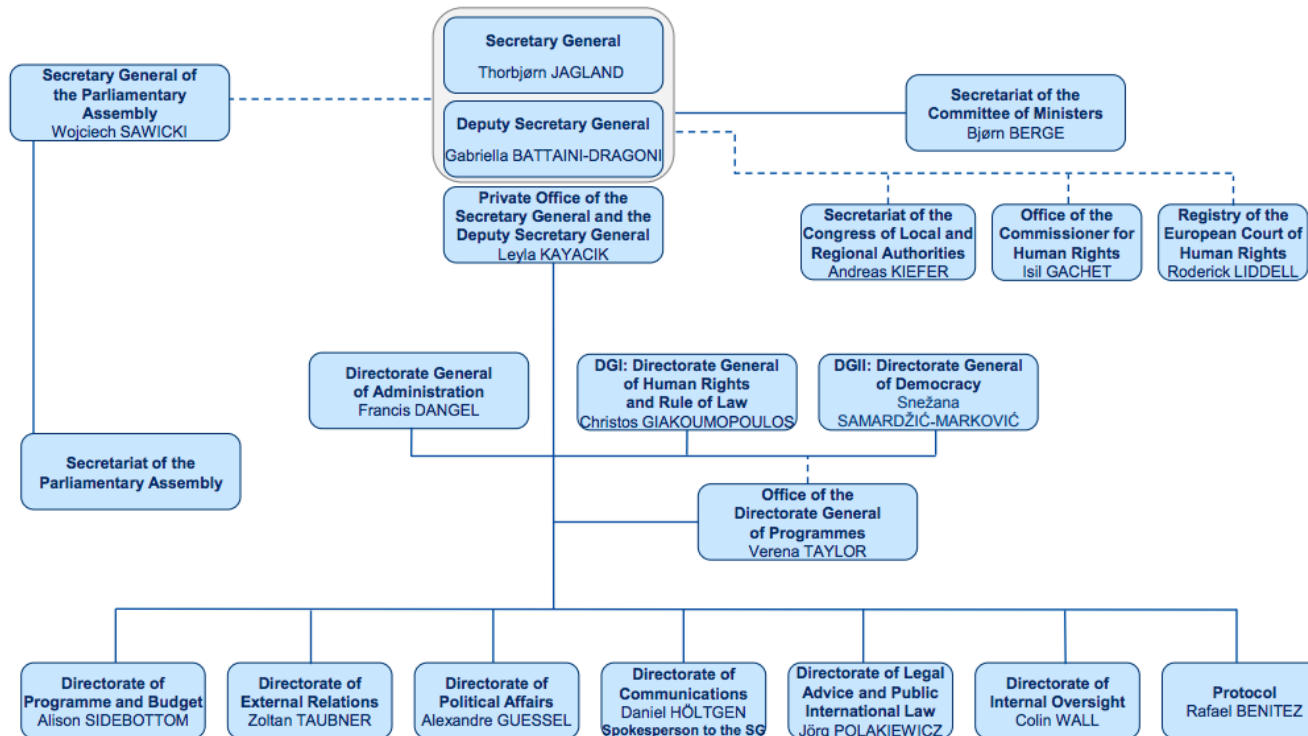 Secretary General
Thorbjørn JAGLAND
Deputy Secretary General
Gabriella BATTAINI-DRAGONI
Secretary General of
the Parliamentary
Assembly
Wojciech SAWICKI
Secretariat of the
Committee of Ministers
Bjørn BERGE
Private Office of the
Secretary General and the
Deputy Secretary General
Leyla KAYACIK
Secretariat of the
Congress of Local and
Regional Authorities
Andreas KIEFER
Office of the
Commissioner for
Human Rights
Isil GACHET
Registry of the
European Court of
Human Rights
Roderick LIDDELL
Directorate General
of Administration
Francis DANGEL
DGI: Directorate General
of Human Rights
and Rule of Law
Christos GIAKOUMOPOULOS
DGII: Directorate General
of Democracy
Snežana
SAMARDŽIĆ-MARKOVIĆ
Secretariat of the
Parliamentary Assembly
Office of the
Directorate General
of Programmes
Verena TAYLOR
Directorate of
Programme and Budget
Alison SIDEBOTTOM
Directorate of
External Relations
Zoltan TAUBNER
Directorate of
Political Affairs
Alexandre GUESSEL
Directorate of
Communications
Daniel HÖLTGEN
Spokesperson to the SG
Directorate of Legal
Advice and Public
International Law
Jörg POLAKIEWICZ
Directorate of
Internal Oversight
Colin WALL
Protocol
Rafael BENITEZ